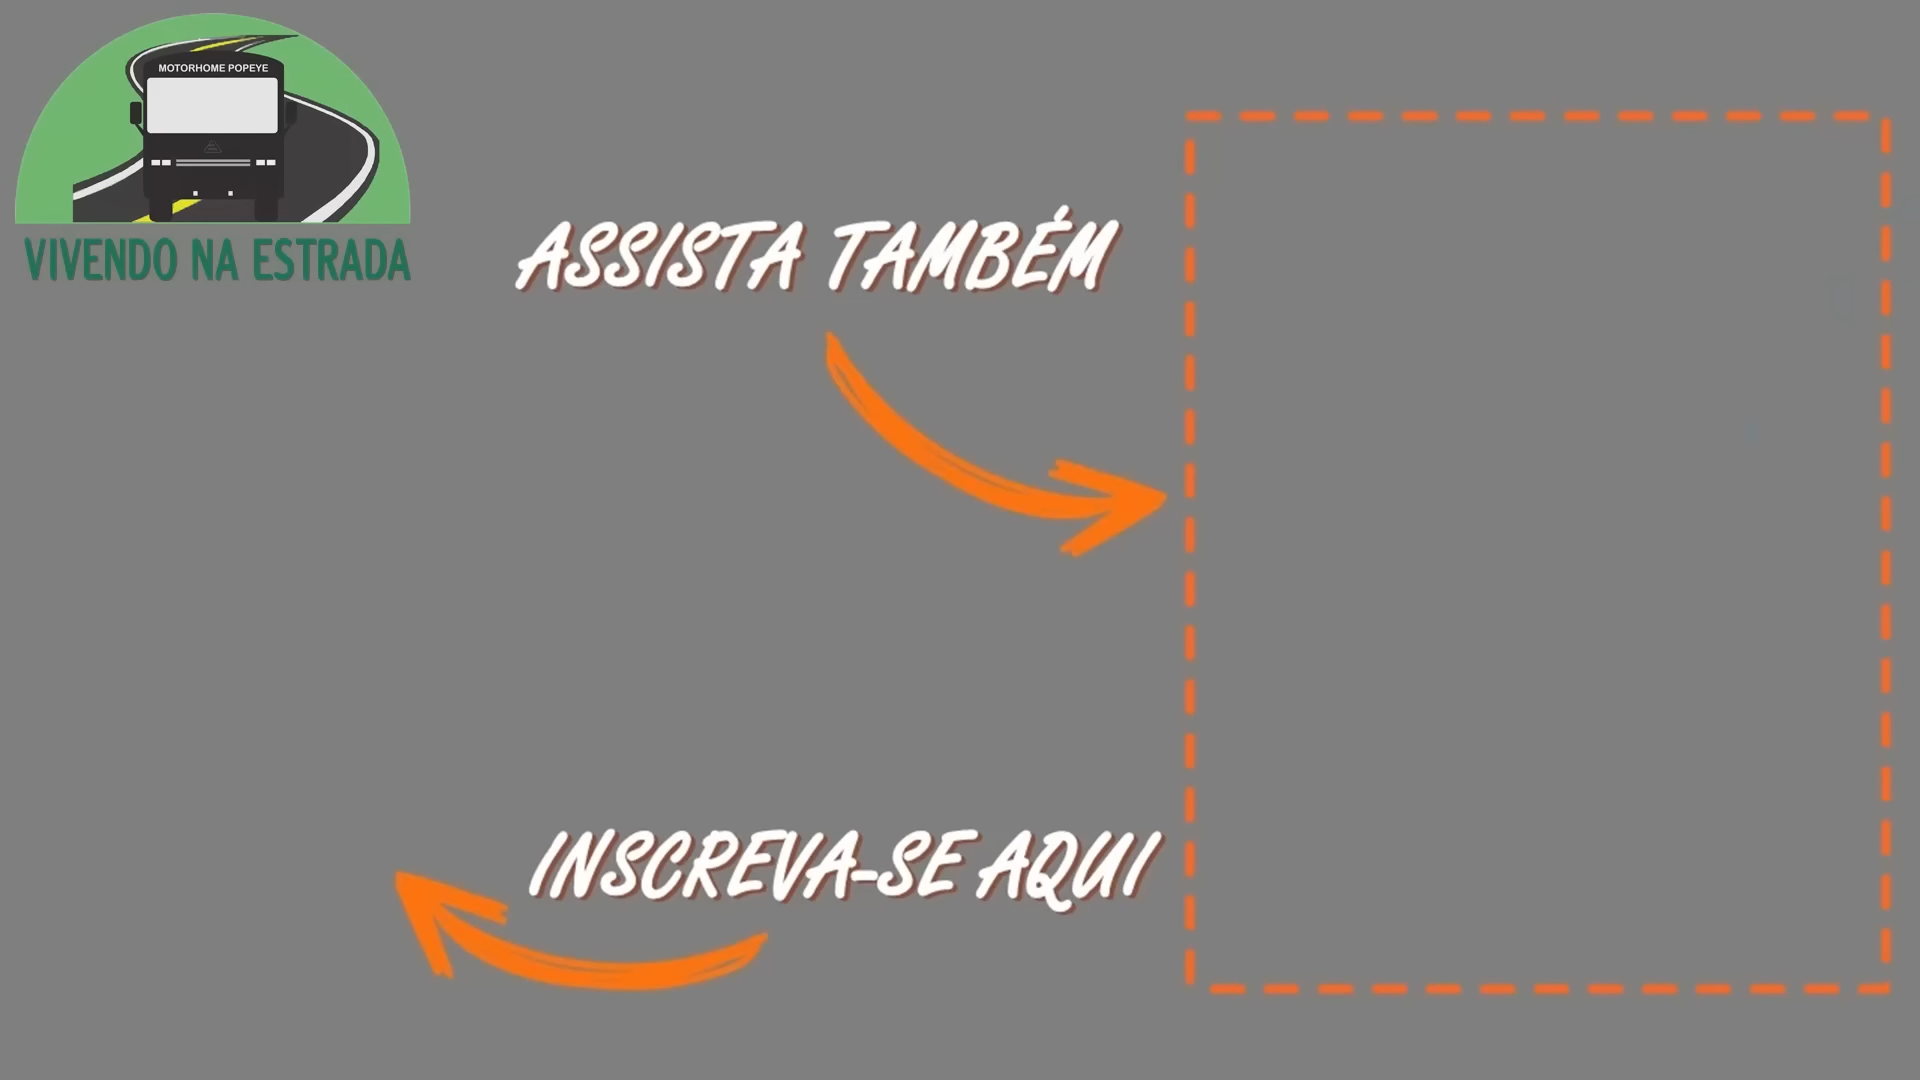 MOTORHOME POPEYE
VIVENDO NA ESTRADA
ASSISTA TAMBÉM
INSCREVA-SE AQUI